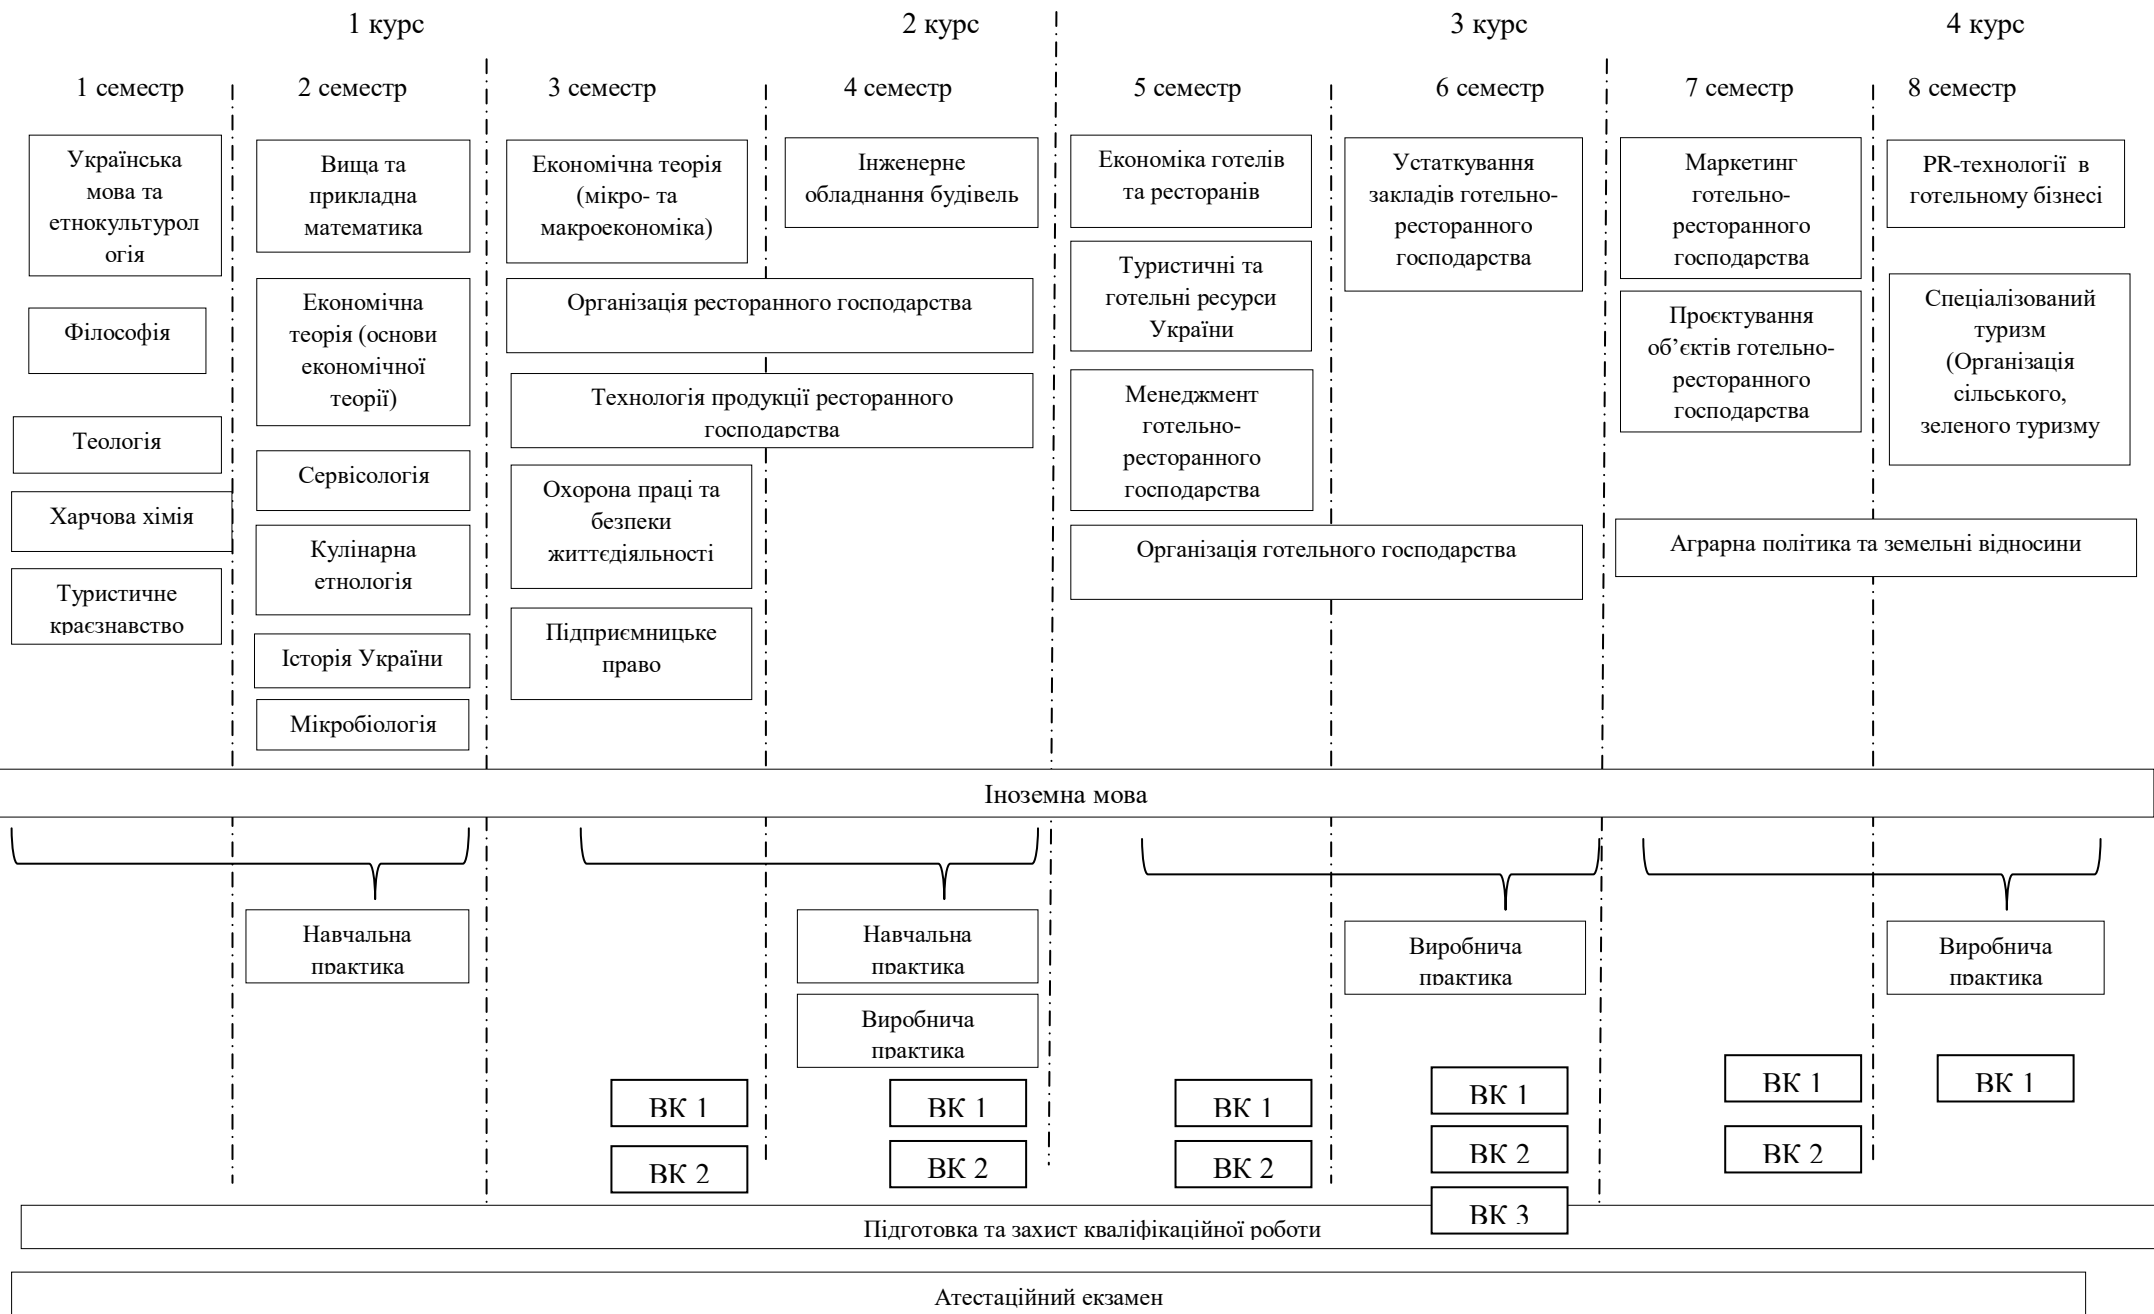 1 курс
2 курс
3 курс
4 курс
1 семестр
2 семестр
3 семестр
4 семестр
5 семестр
6 семестр
7 семестр
8 семестр
Українська
мова та
етнокультурол
огія
Філософія
Теологія
Харчова хімія
Туристичне
краєзнавство
Вища та
прикладна
математика
Економічна
теорія (основи
економічної
теорії)
Сервісологія
Кулінарна
етнологія
Історія України
Мікробіологія
Економічна теорія
(мікро- та
макроекономіка)
Організація ресторанного господарства
Технологія продукції ресторанного
господарства
Охорона праці та
безпеки
життєдіяльності
Підприємницьке
право
Інженерне
обладнання будівель
Економіка готелів
та ресторанів
Туристичні та
готельні ресурси
України
Менеджмент
готельно-
ресторанного
господарства
Організація готельного господарства
Устаткування
закладів готельно-
ресторанного
господарства
Маркетинг
готельно-
ресторанного
господарства
Проєктування
об’єктів готельно-
ресторанного
господарства
Аграрна політика та земельні відносини
PR-технології в
готельному бізнесі
Спеціалізований
туризм
(Організація
сільського,
зеленого туризму
Іноземна мова
Навчальна
практика
Навчальна
практика
Виробнича
практика
Виробнича
практика
Виробнича
практика
ВК 1
ВК 2
ВК 1
ВК 2
ВК 1
ВК 2
ВК 1
ВК 2
ВК 3
ВК 1
ВК 2
ВК 1
Підготовка та захист кваліфікаційної роботи
Атестаційний екзамен